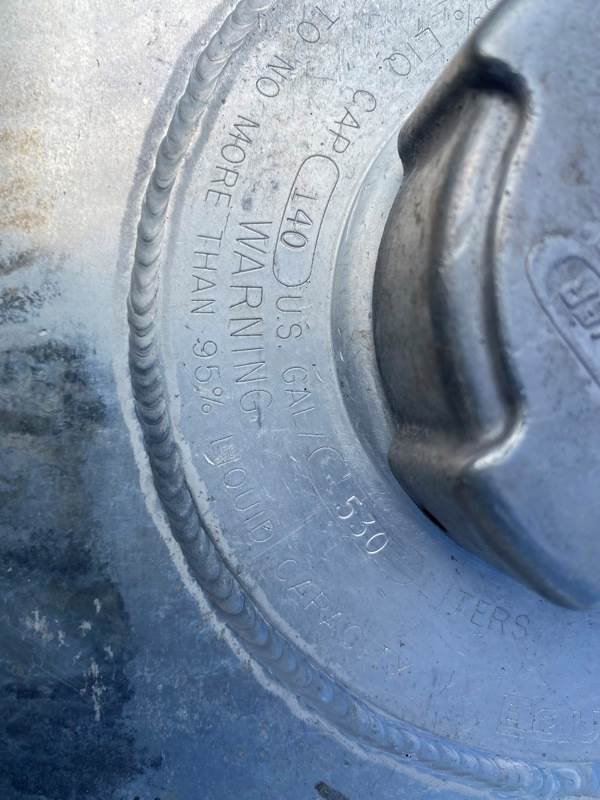 % LIQ. CAP. 140 U.S. GAL/ 530 LITERS
WARNING
TO NO MORE THAN 95% LIQUID CAPACITY